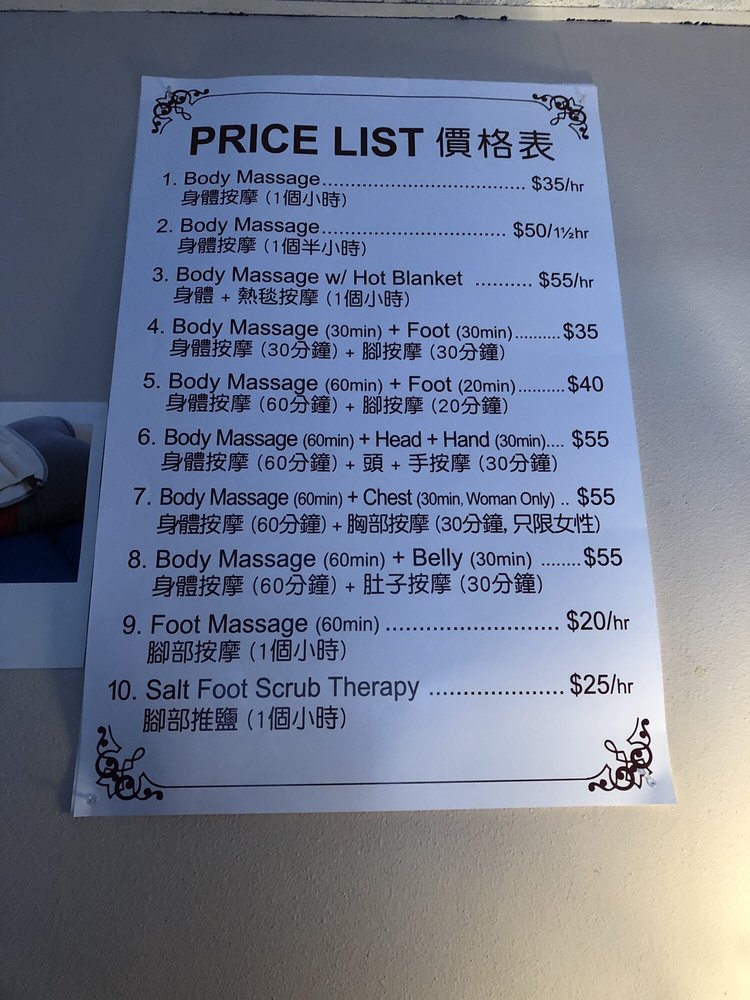 PRICE LIST 價格表
1. Body Massage.................................. $35/hr
身體按摩 (1個小時)
2. Body Massage............................... $50/1½hr
身體按摩 (1個半小時)
3. Body Massage w/ Hot Blanket .......... $55/hr
身體 + 熱毯按摩 (1個小時)
4. Body Massage (30min) + Foot (30min)..........$35
身體按摩 (30分鐘) + 腳按摩 (30分鐘)
5. Body Massage (60min) + Foot (20min)..........$40
身體按摩 (60分鐘) + 腳按摩 (20分鐘)
6. Body Massage (60min) + Head + Hand (30min).... $55
身體按摩 (60分鐘) + 頭 + 手按摩 (30分鐘)
7. Body Massage (60min) + Chest (30min, Woman Only) .. $55
身體按摩 (60分鐘) + 胸部按摩 (30分鐘, 只限女性)
8. Body Massage (60min) + Belly (30min) ........$55
身體按摩 (60分鐘) + 肚子按摩 (30分鐘)
9. Foot Massage (60min) .......................... $20/hr
腳部按摩 (1個小時)
10. Salt Foot Scrub Therapy .................... $25/hr
腳部推鹽 (1個小時)